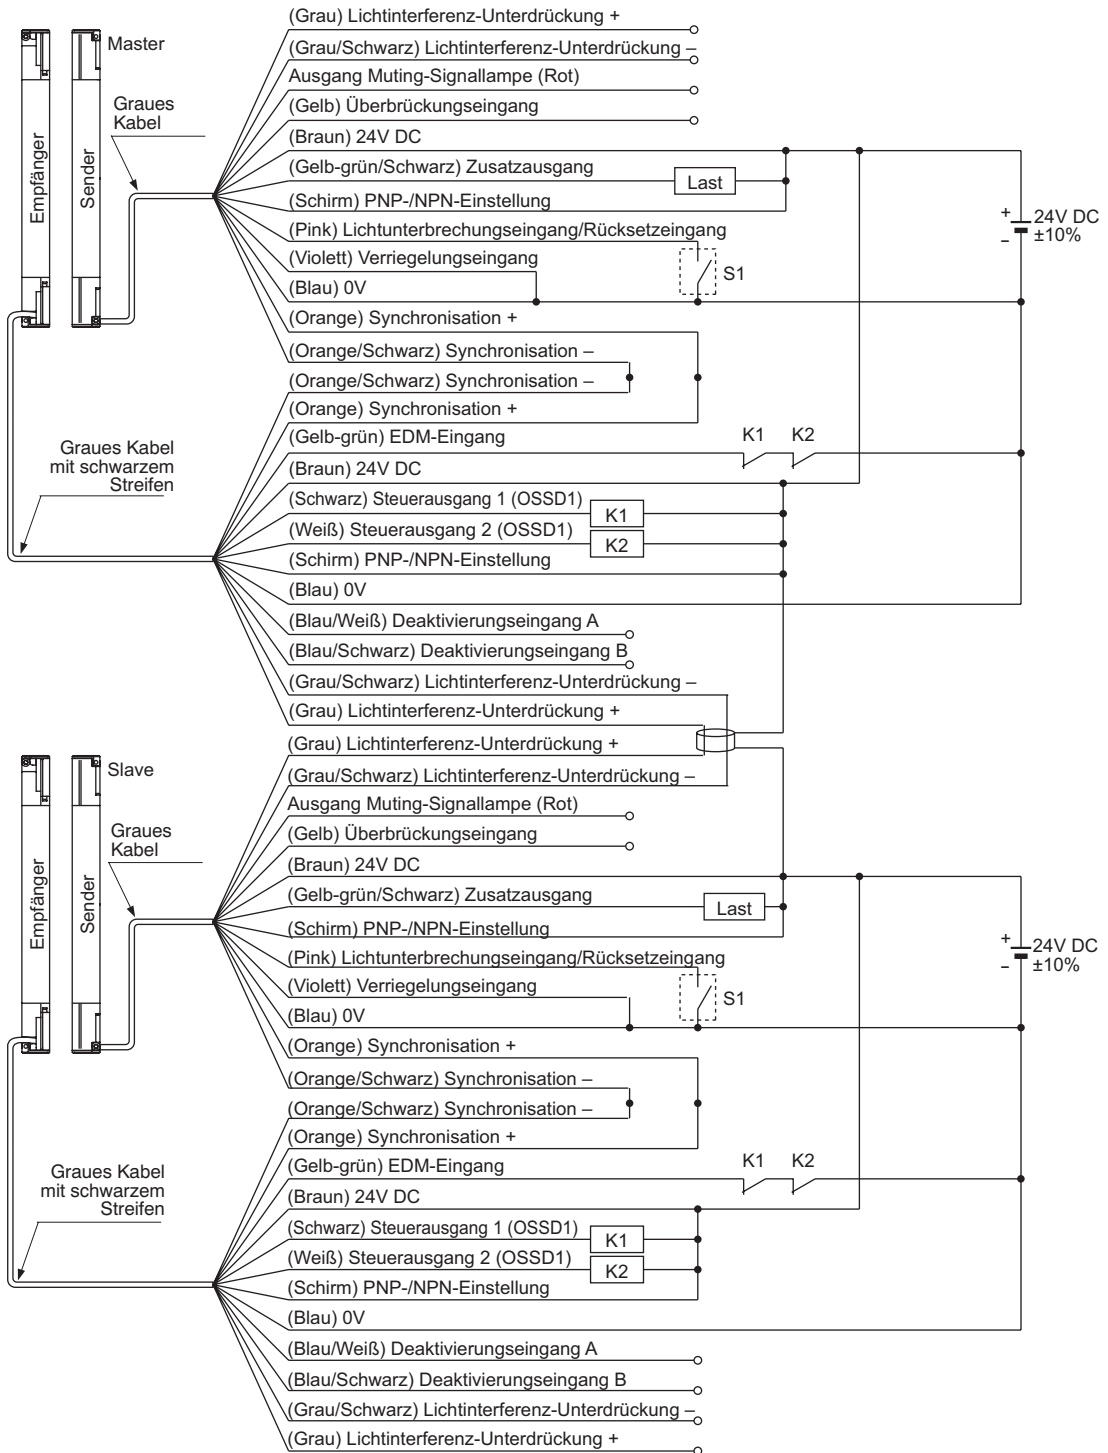 (Grau) Lichtinterferenz-Unterdrückung +
Master
(Grau/Schwarz) Lichtinterferenz-Unterdrückung –
Ausgang Muting-Signallampe (Rot)
Graues
Kabel
(Gelb) Überbrückungseingang
(Braun) 24V DC
Empfänger
Sender
(Gelb-grün/Schwarz) Zusatzausgang
Last
(Schirm) PNP-/NPN-Einstellung
+
24V DC
–
±10%
(Pink) Lichtunterbrechungseingang/Rücksetzeingang
(Violett) Verriegelungseingang
S1
(Blau) 0V
(Orange) Synchronisation +
(Orange/Schwarz) Synchronisation –
(Orange/Schwarz) Synchronisation –
(Orange) Synchronisation +
(Gelb-grün) EDM-Eingang
K1
K2
Graues Kabel
mit schwarzem
Streifen
(Braun) 24V DC
(Schwarz) Steuerausgang 1 (OSSD1)
K1
(Weiß) Steuerausgang 2 (OSSD1)
K2
(Schirm) PNP-/NPN-Einstellung
(Blau) 0V
(Blau/Weiß) Deaktivierungseingang A
(Blau/Schwarz) Deaktivierungseingang B
(Grau/Schwarz) Lichtinterferenz-Unterdrückung –
(Grau) Lichtinterferenz-Unterdrückung +
(Grau) Lichtinterferenz-Unterdrückung +
Slave
(Grau/Schwarz) Lichtinterferenz-Unterdrückung –
Ausgang Muting-Signallampe (Rot)
Graues
Kabel
(Gelb) Überbrückungseingang
(Braun) 24V DC
Empfänger
Sender
(Gelb-grün/Schwarz) Zusatzausgang
Last
(Schirm) PNP-/NPN-Einstellung
+
24V DC
–
±10%
(Pink) Lichtunterbrechungseingang/Rücksetzeingang
(Violett) Verriegelungseingang
S1
(Blau) 0V
(Orange) Synchronisation +
(Orange/Schwarz) Synchronisation –
(Orange/Schwarz) Synchronisation –
(Orange) Synchronisation +
(Gelb-grün) EDM-Eingang
K1
K2
Graues Kabel
mit schwarzem
Streifen
(Braun) 24V DC
(Schwarz) Steuerausgang 1 (OSSD1)
K1
(Weiß) Steuerausgang 2 (OSSD1)
K2
(Schirm) PNP-/NPN-Einstellung
(Blau) 0V
(Blau/Weiß) Deaktivierungseingang A
(Blau/Schwarz) Deaktivierungseingang B
(Grau/Schwarz) Lichtinterferenz-Unterdrückung –
(Grau) Lichtinterferenz-Unterdrückung +